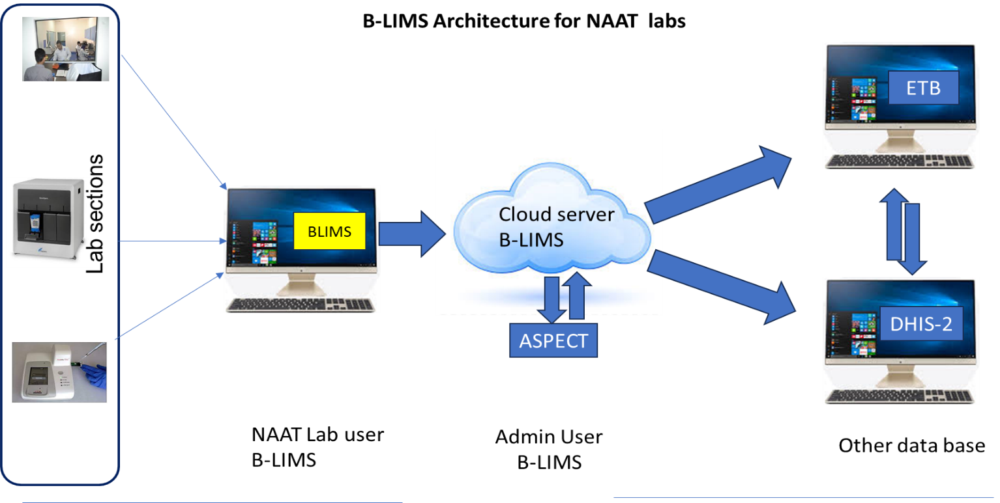 B-LIMS Architecture for NAAT labs
Lab sections
BLIMS
Cloud server
B-LIMS
ASPECT
ETB
DHIS-2
NAAT Lab user
B-LIMS
Admin User
B-LIMS
Other data base